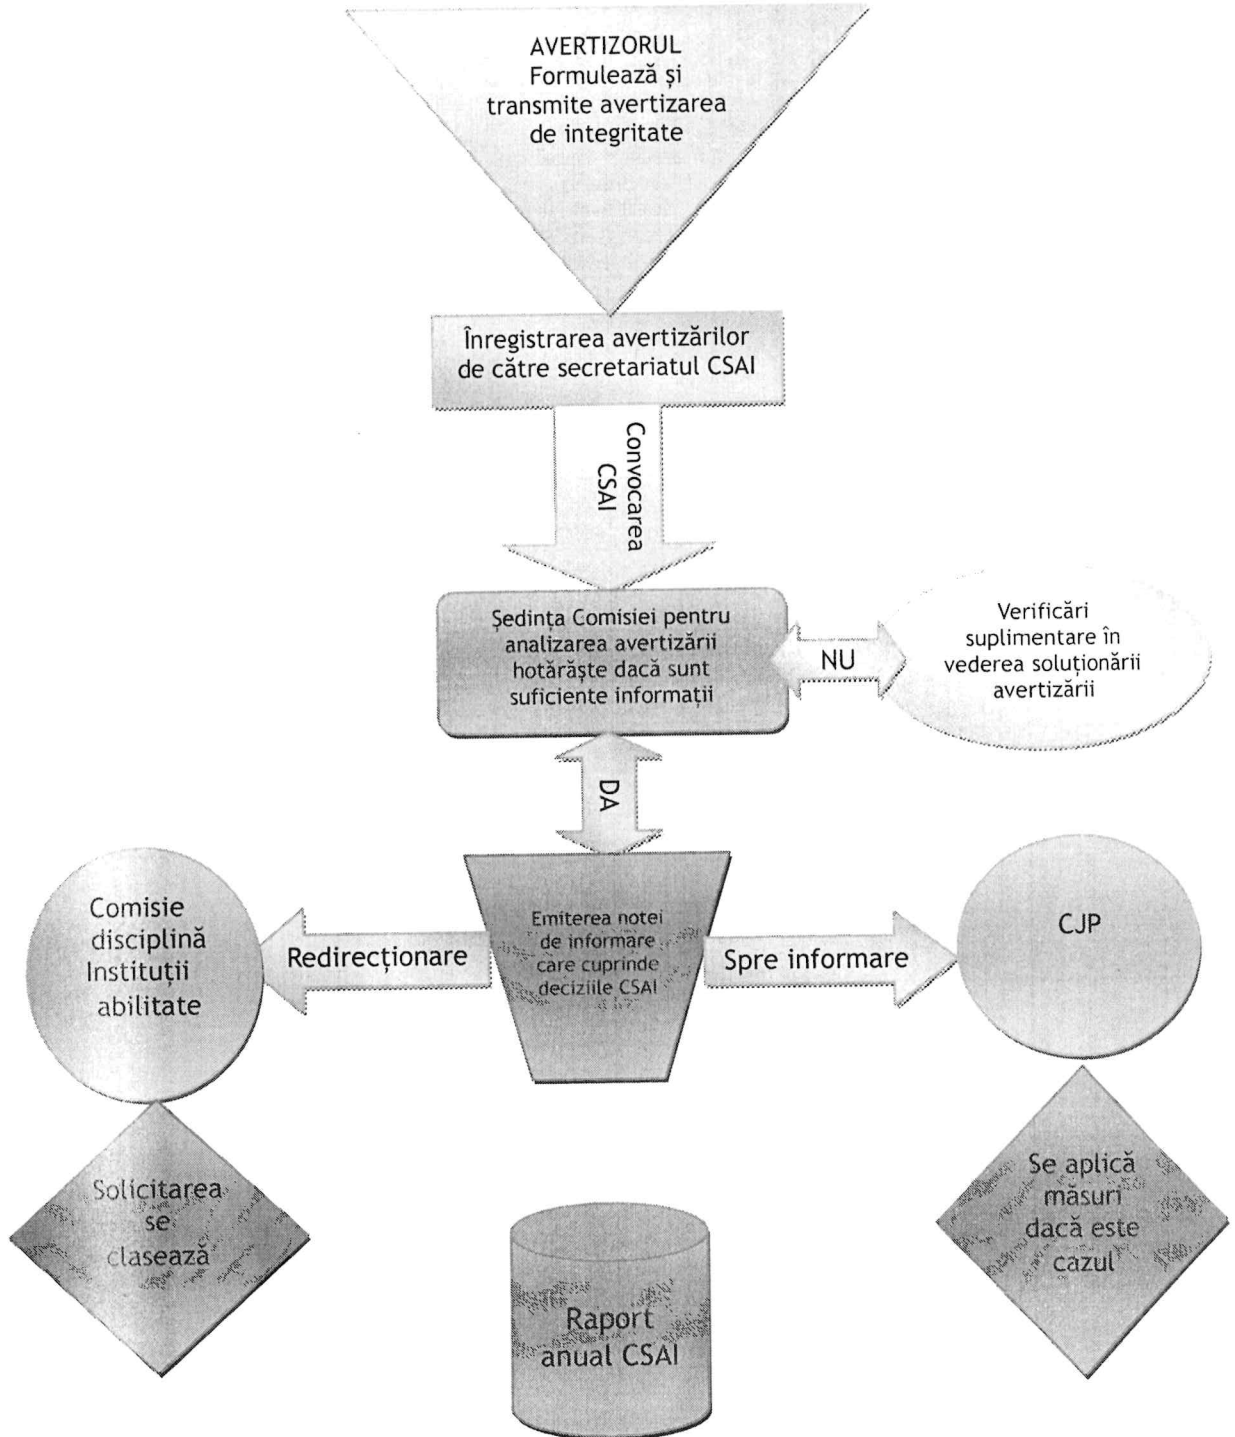 AVERTIZORUL
Formulează și
transmite avertizarea
de integritate
Înregistrarea avertizărilor
de către secretariatul CSAI
Convocarea
CSAI
Ședința Comisiei pentru
analizarea avertizării
hotărăște dacă sunt
suficiente informații
NU
Verificări
suplimentare în
vederea soluționării
avertizării
DA
Comisie
disciplină
Instituții
abilitate
Redirecționare
Emiterea notei
de informare
care cuprinde
deciziile CSAI
Spre informare
CJP
Solicitarea
se
clasează
Se aplică
măsuri
dacă este
cazul
Raport
anual CSAI